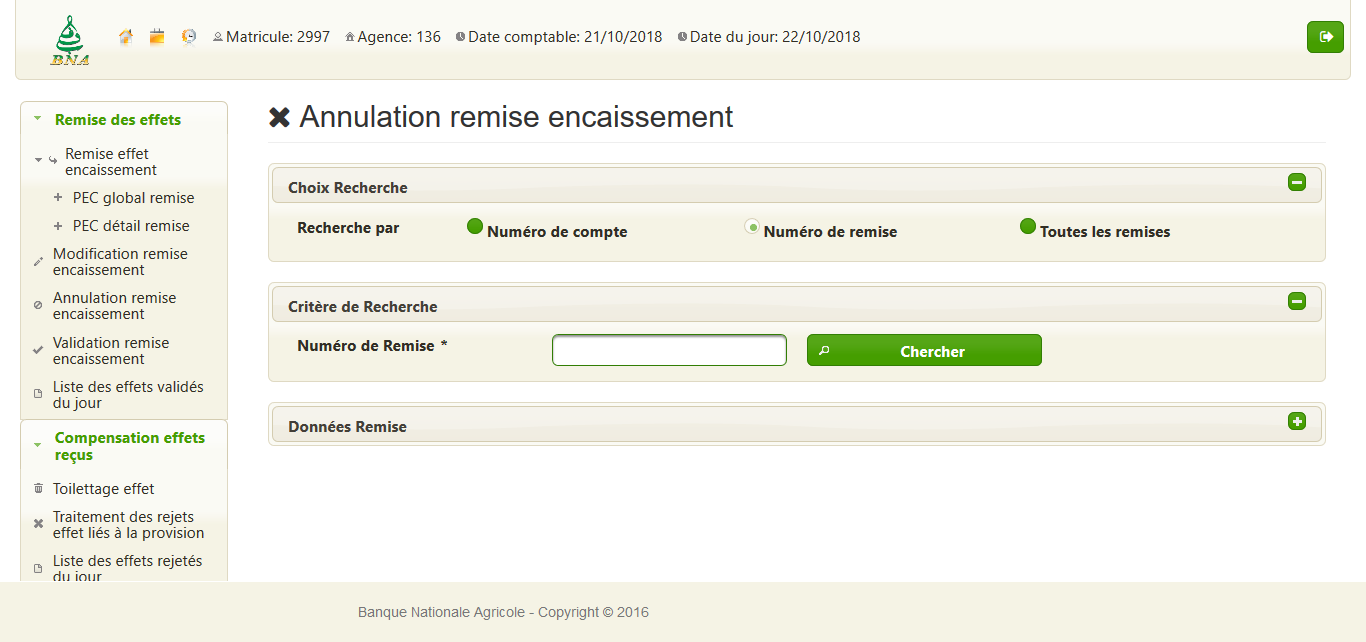 BNA
Matricule: 2997 Agence: 136 Date comptable: 21/10/2018 Date du jour: 22/10/2018
Remise des effets
Remise effet
encaissement
PEC global remise
PEC détail remise
Modification remise
encaissement
Annulation remise
encaissement
Validation remise
encaissement
Liste des effets validés
du jour
Compensation effets
reçus
Toilettage effet
Traitement des rejets
effet liés à la provision
Liste des effets rejetés
du jour
Annulation remise encaissement
Choix Recherche
Recherche par Numéro de compte Numéro de remise Toutes les remises
Critère de Recherche
Numéro de Remise * Chercher
Données Remise
Banque Nationale Agricole - Copyright © 2016